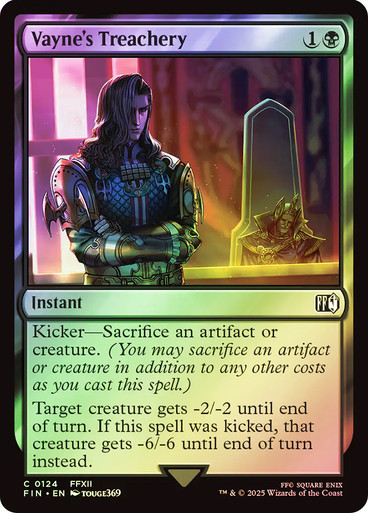 Vayne's Treachery 1
Instant
Kicker—Sacrifice an artifact or
creature. (You may sacrifice an artifact
or creature in addition to any other costs
as you cast this spell.)
Target creature gets -2/-2 until end
of turn. If this spell was kicked, that
creature gets -6/-6 until end of turn
instead.
C 0124 FFXII
FIN • EN TOUGE369
FF© SQUARE ENIX
™ & © 2025 Wizards of the Coast